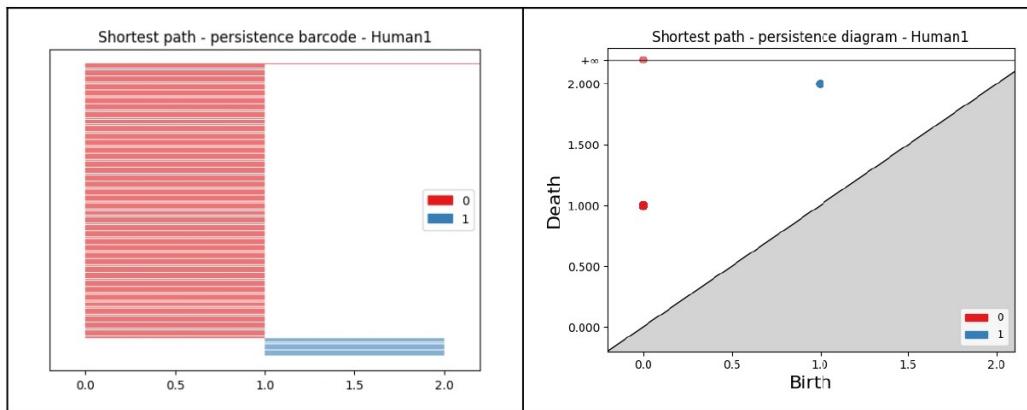 Shortest path - persistence barcode - Human1
0
1
0.0 0.5 1.0 1.5 2.0
Shortest path - persistence diagram - Human1
+∞
2.000
1.500
1.000
0.500
0.000
Death
0
1
0.0 0.5 1.0 1.5 2.0
Birth